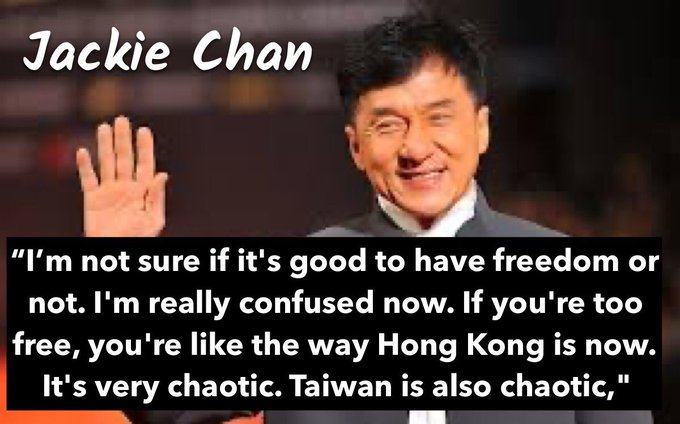 Jackie Chan
“I’m not sure if it's good to have freedom or
not. I'm really confused now. If you're too
free, you're like the way Hong Kong is now.
It's very chaotic. Taiwan is also chaotic,"